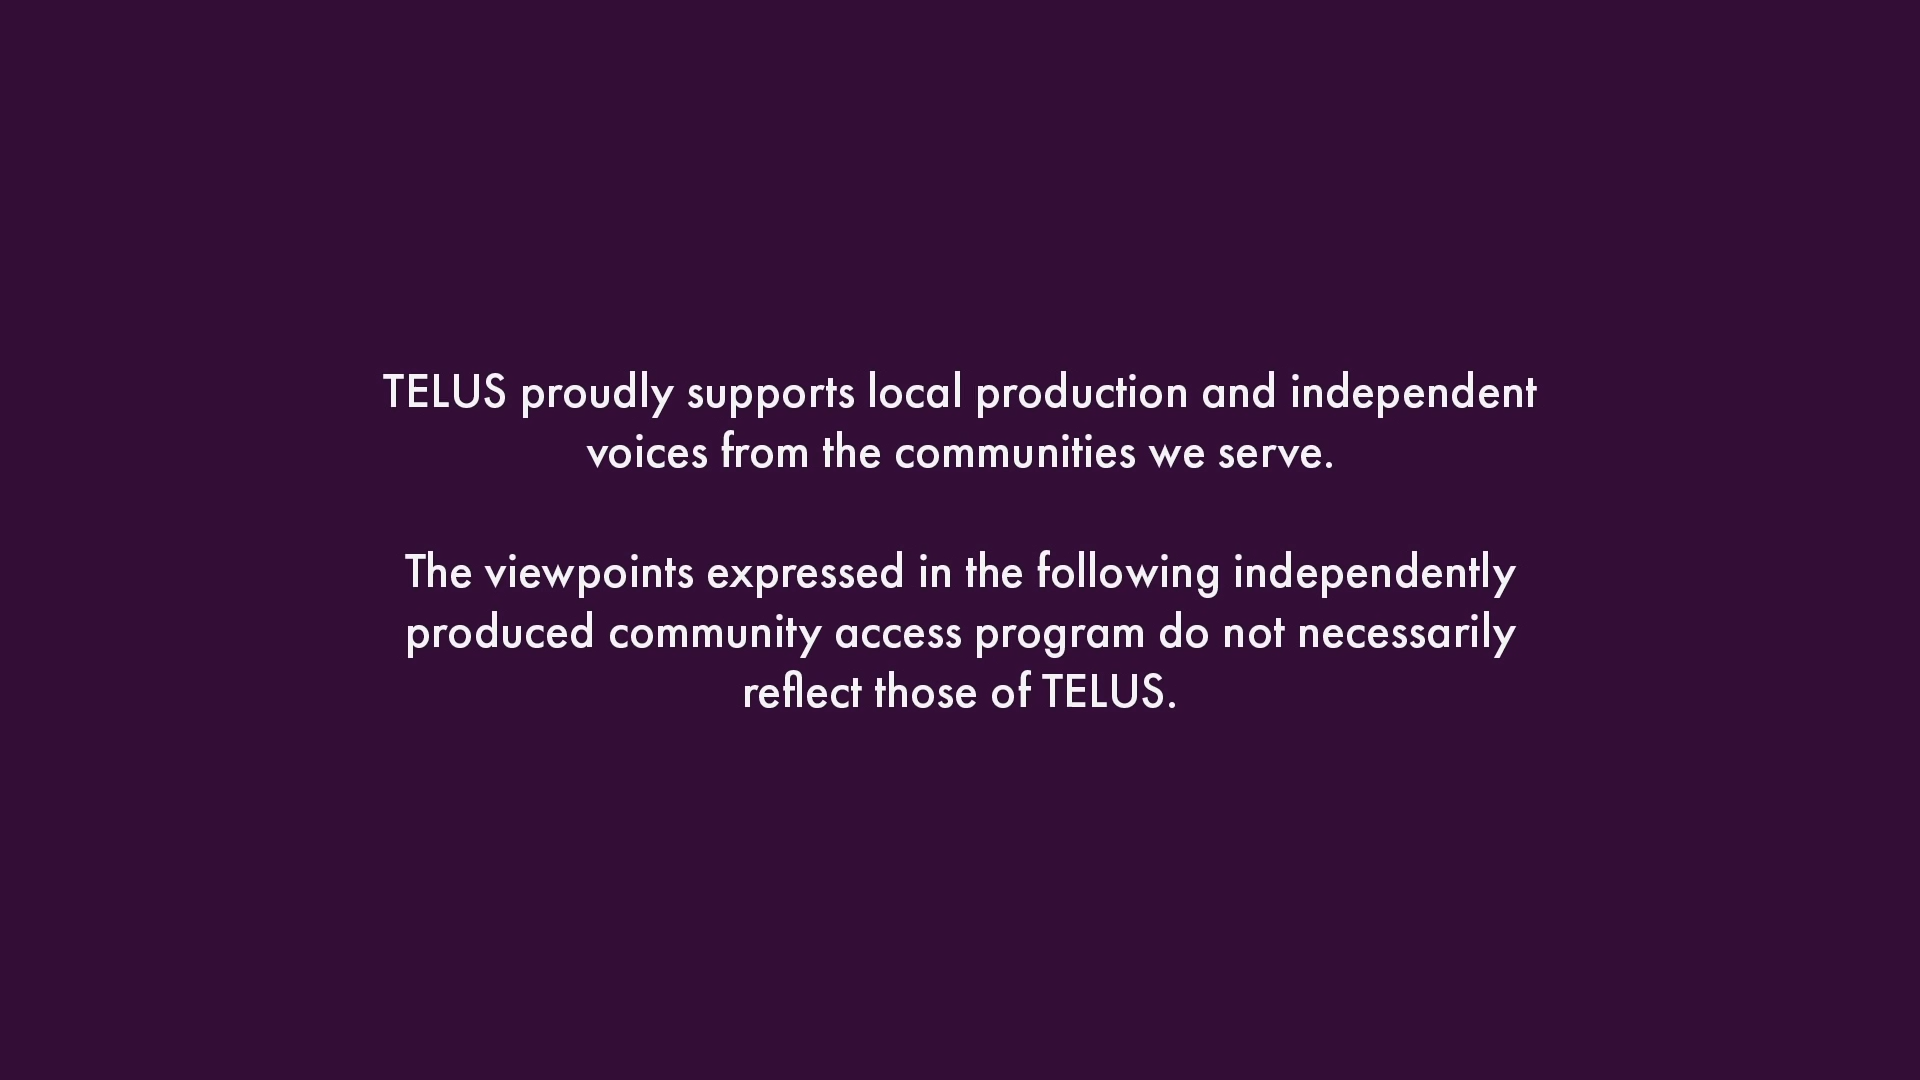 TELUS proudly supports local production and independent
voices from the communities we serve.
The viewpoints expressed in the following independently
produced community access program do not necessarily
reflect those of TELUS.